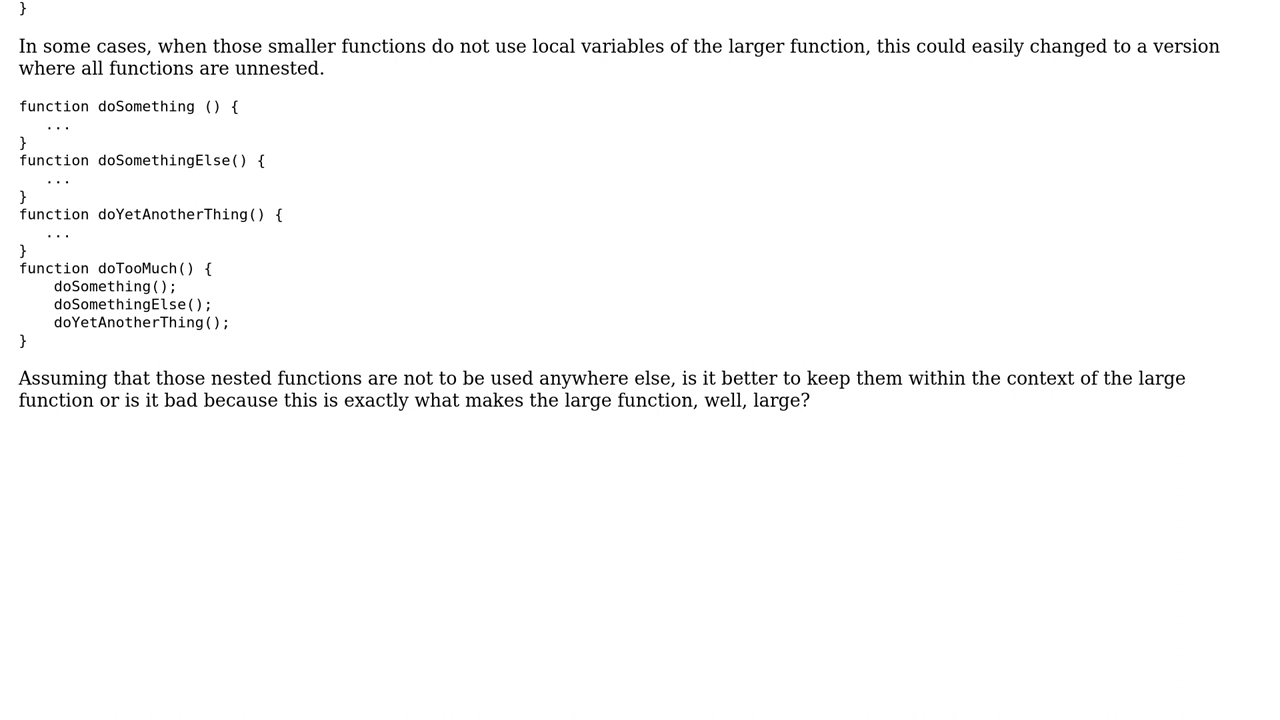 }
In some cases, when those smaller functions do not use local variables of the larger function, this could easily changed to a version
where all functions are unnested.
function doSomething () {
   ...
}
function doSomethingElse() {
   ...
}
function doYetAnotherThing() {
   ...
}
function doTooMuch() {
    doSomething();
    doSomethingElse();
    doYetAnotherThing();
}
Assuming that those nested functions are not to be used anywhere else, is it better to keep them within the context of the large
function or is it bad because this is exactly what makes the large function, well, large?